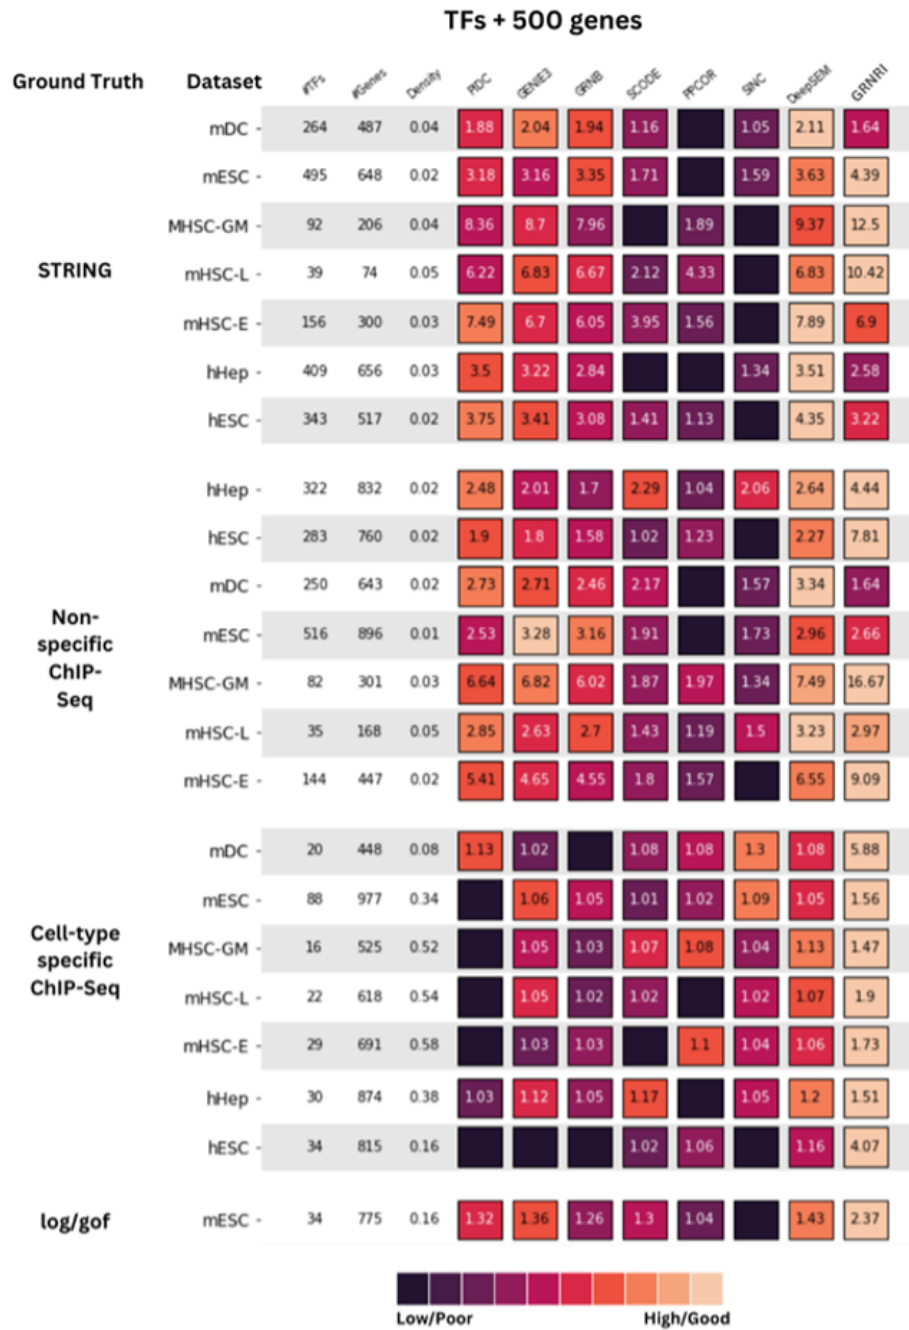 TFs + 500 genes
Ground Truth Dataset #TFs #Genes Density PIDC GENIE3 GRNB SCODE PPCOR SINC DeepSEM GRNRI
mDC - 264 487 0.04 1.88 2.04 1.94 1.16 1.05 2.11 1.64
mESC - 495 648 0.02 3.18 3.16 3.35 1.71 1.59 3.63 4.39
MHSC-GM - 92 206 0.04 8.36 8.7 7.96 1.89 9.37 12.5
STRING mHSC-L - 39 74 0.05 6.22 6.83 6.67 2.12 4.33 6.83 10.42
mHSC-E - 156 300 0.03 7.49 6.7 6.05 3.95 1.56 7.89 6.9
hHep - 409 656 0.03 3.5 3.22 2.84 1.34 3.51 2.58
hESC - 343 517 0.02 3.75 3.41 3.08 1.41 1.13 4.35 3.22
hHep - 322 832 0.02 2.48 2.01 1.7 2.29 1.04 2.06 2.64 4.44
hESC - 283 760 0.02 1.9 1.8 1.58 1.02 1.23 2.27 7.81
mDC - 250 643 0.02 2.73 2.71 2.46 2.17 1.57 3.34 1.64
Non-
specific
ChIP-
Seq
mESC - 516 896 0.01 2.53 3.28 3.16 1.91 1.73 2.96 2.66
MHSC-GM - 82 301 0.03 6.64 6.82 6.02 1.87 1.97 1.34 7.49 16.67
mHSC-L - 35 168 0.05 2.85 2.63 2.7 1.43 1.19 1.5 3.23 2.97
mHSC-E - 144 447 0.02 5.41 4.65 4.55 1.8 1.57 6.55 9.09
mDC - 20 448 0.08 1.13 1.02 1.08 1.08 1.3 1.08 5.88
mESC - 88 977 0.34 1.06 1.05 1.01 1.02 1.09 1.05 1.56
Cell-type
specific
ChIP-Seq
MHSC-GM - 16 525 0.52 1.05 1.03 1.07 1.08 1.04 1.13 1.47
mHSC-L - 22 618 0.54 1.05 1.02 1.02 1.02 1.07 1.9
mHSC-E - 29 691 0.58 1.03 1.03 1.1 1.04 1.06 1.73
hHep - 30 874 0.38 1.03 1.12 1.05 1.17 1.05 1.2 1.51
hESC - 34 815 0.16 1.02 1.06 1.16 4.07
log/gof mESC - 34 775 0.16 1.32 1.36 1.26 1.3 1.04 1.43 2.37
Low/Poor High/Good